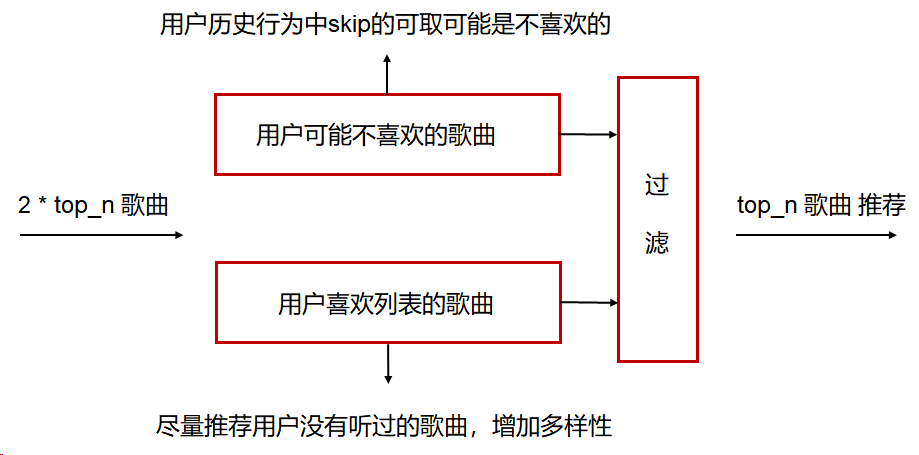 用户历史行为中skip的可取可能是不喜欢的
用户可能不喜欢的歌曲
过
滤
2 * top_n 歌曲
top_n 歌曲 推荐
用户喜欢列表的歌曲
尽量推荐用户没有听过的歌曲，增加多样性